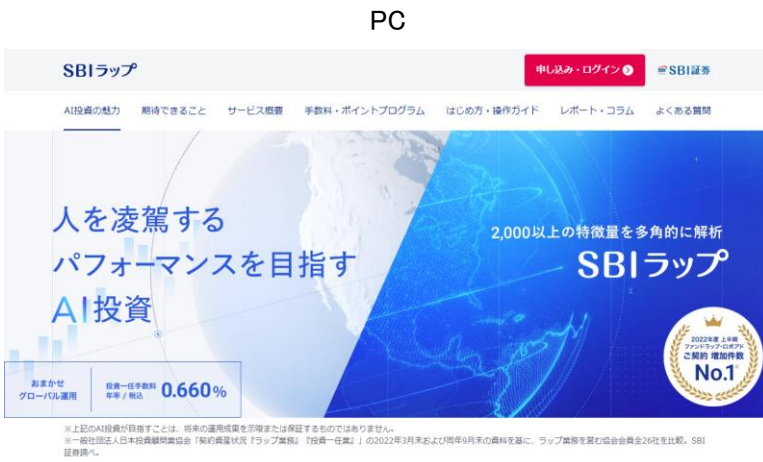 PC
SBIラップ
申し込み・ログイン
SBI証券
AI投資の魅力 期待できること サービス概要 手数料・ポイントプログラム はじめ方・操作ガイド レポート・コラム よくある質問
人を凌駕する
パフォーマンスを目指す
AI投資
2,000以上の特徴量を多角的に解析
SBIラップ
2022年度 上半期
ファンドラップ・ロボアド
ご契約 増加件数
No.1
おまかせ
グローバル運用
投資一任手数料
年率 / 税込
0.660%
※上記のAI投資が目指すことは、将来の運用成果を示唆または保証するものではありません。
※一般社団法人日本投資顧問業協会「契約資産状況『ラップ業務』『投資一任業』」の2022年3月末および同年9月末の資料を基に、ラップ業務を営む協会会員全26社を比較。SBI
証券調べ。